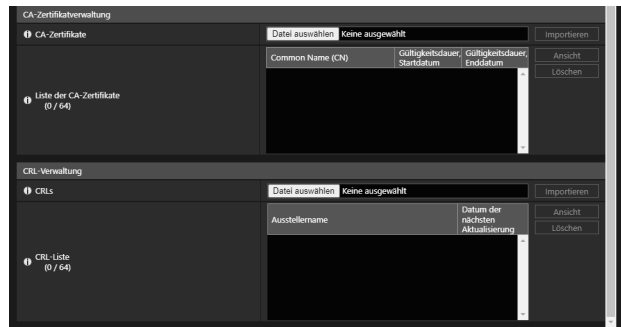 CA-Zertifikatverwaltung
CA-Zertifikate
Datei auswählen Keine ausgewählt
Importieren
Common Name (CN)
Gültigkeitsdauer, Startdatum
Gültigkeitsdauer, Enddatum
Ansicht
Löschen
Liste der CA-Zertifikate
(0 / 64)
CRL-Verwaltung
CRLs
Datei auswählen Keine ausgewählt
Importieren
Ausstellername
Datum der
nächsten
Aktualisierung
Ansicht
Löschen
CRL-Liste
(0 / 64)